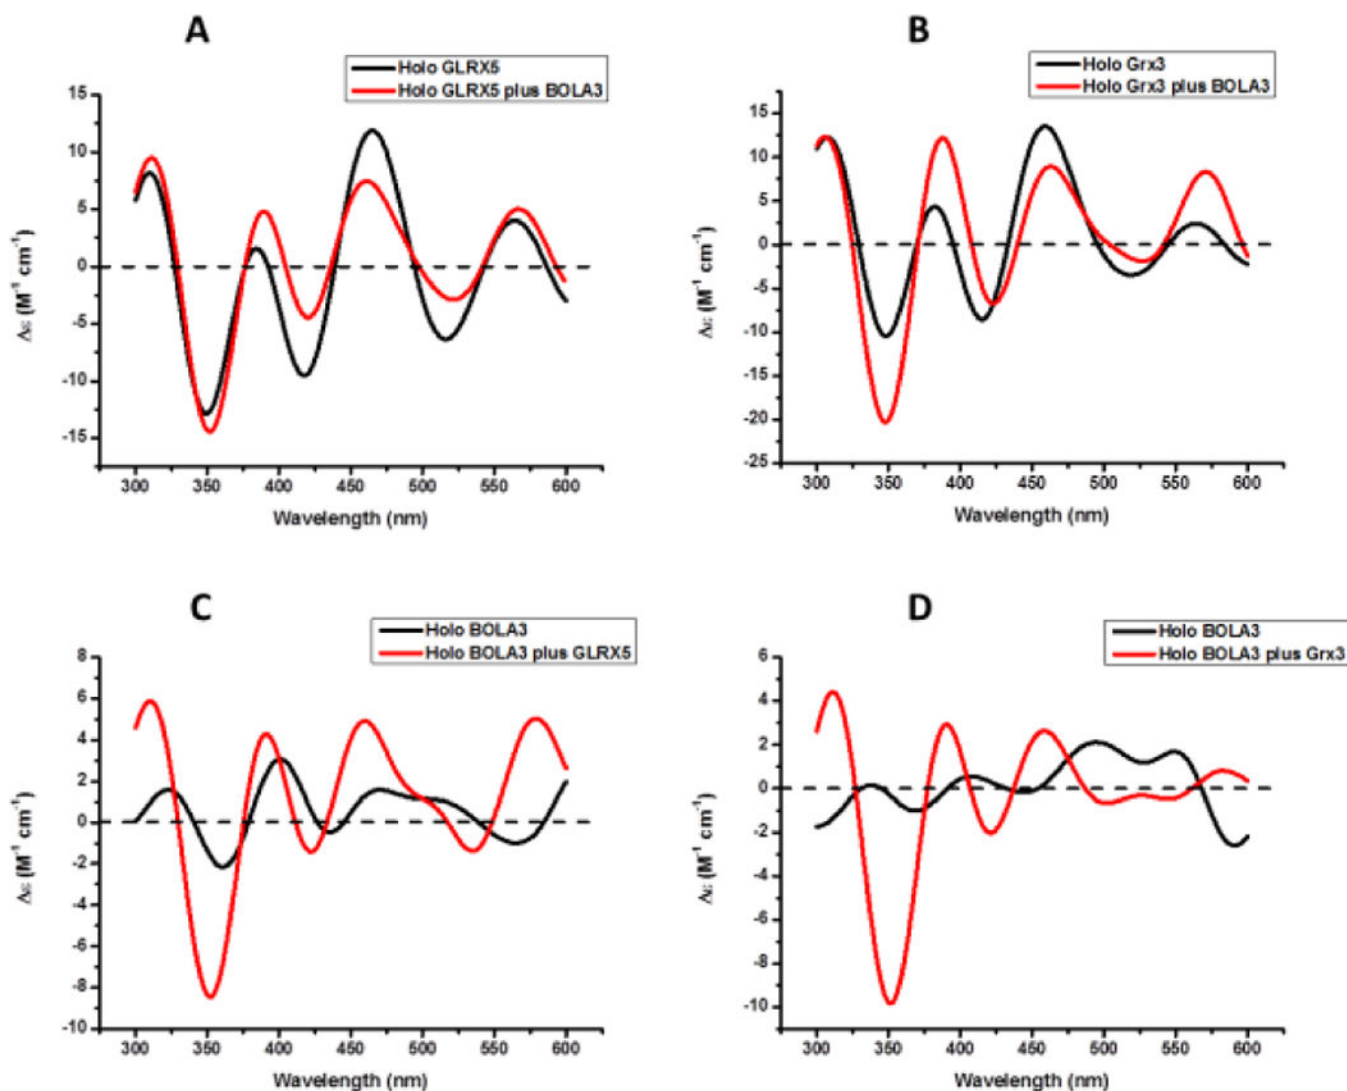 A
Holo GLRX5
Holo GLRX5 plus BOLA3
15
10
5
0
-5
-10
-15
Δε (M⁻¹ cm⁻¹)
300 350 400 450 500 550 600
Wavelength (nm)
B
Holo Grx3
Holo Grx3 plus BOLA3
15
10
5
0
-5
-10
-15
-20
-25
Δε (M⁻¹ cm⁻¹)
300 350 400 450 500 550 600
Wavelength (nm)
C
Holo BOLA3
Holo BOLA3 plus GLRX5
8
6
4
2
0
-2
-4
-6
-8
-10
Δε (M⁻¹ cm⁻¹)
300 350 400 450 500 550 600
Wavelength (nm)
D
Holo BOLA3
Holo BOLA3 plus Grx3
6
4
2
0
-2
-4
-6
-8
-10
Δε (M⁻¹ cm⁻¹)
300 350 400 450 500 550 600
Wavelength (nm)